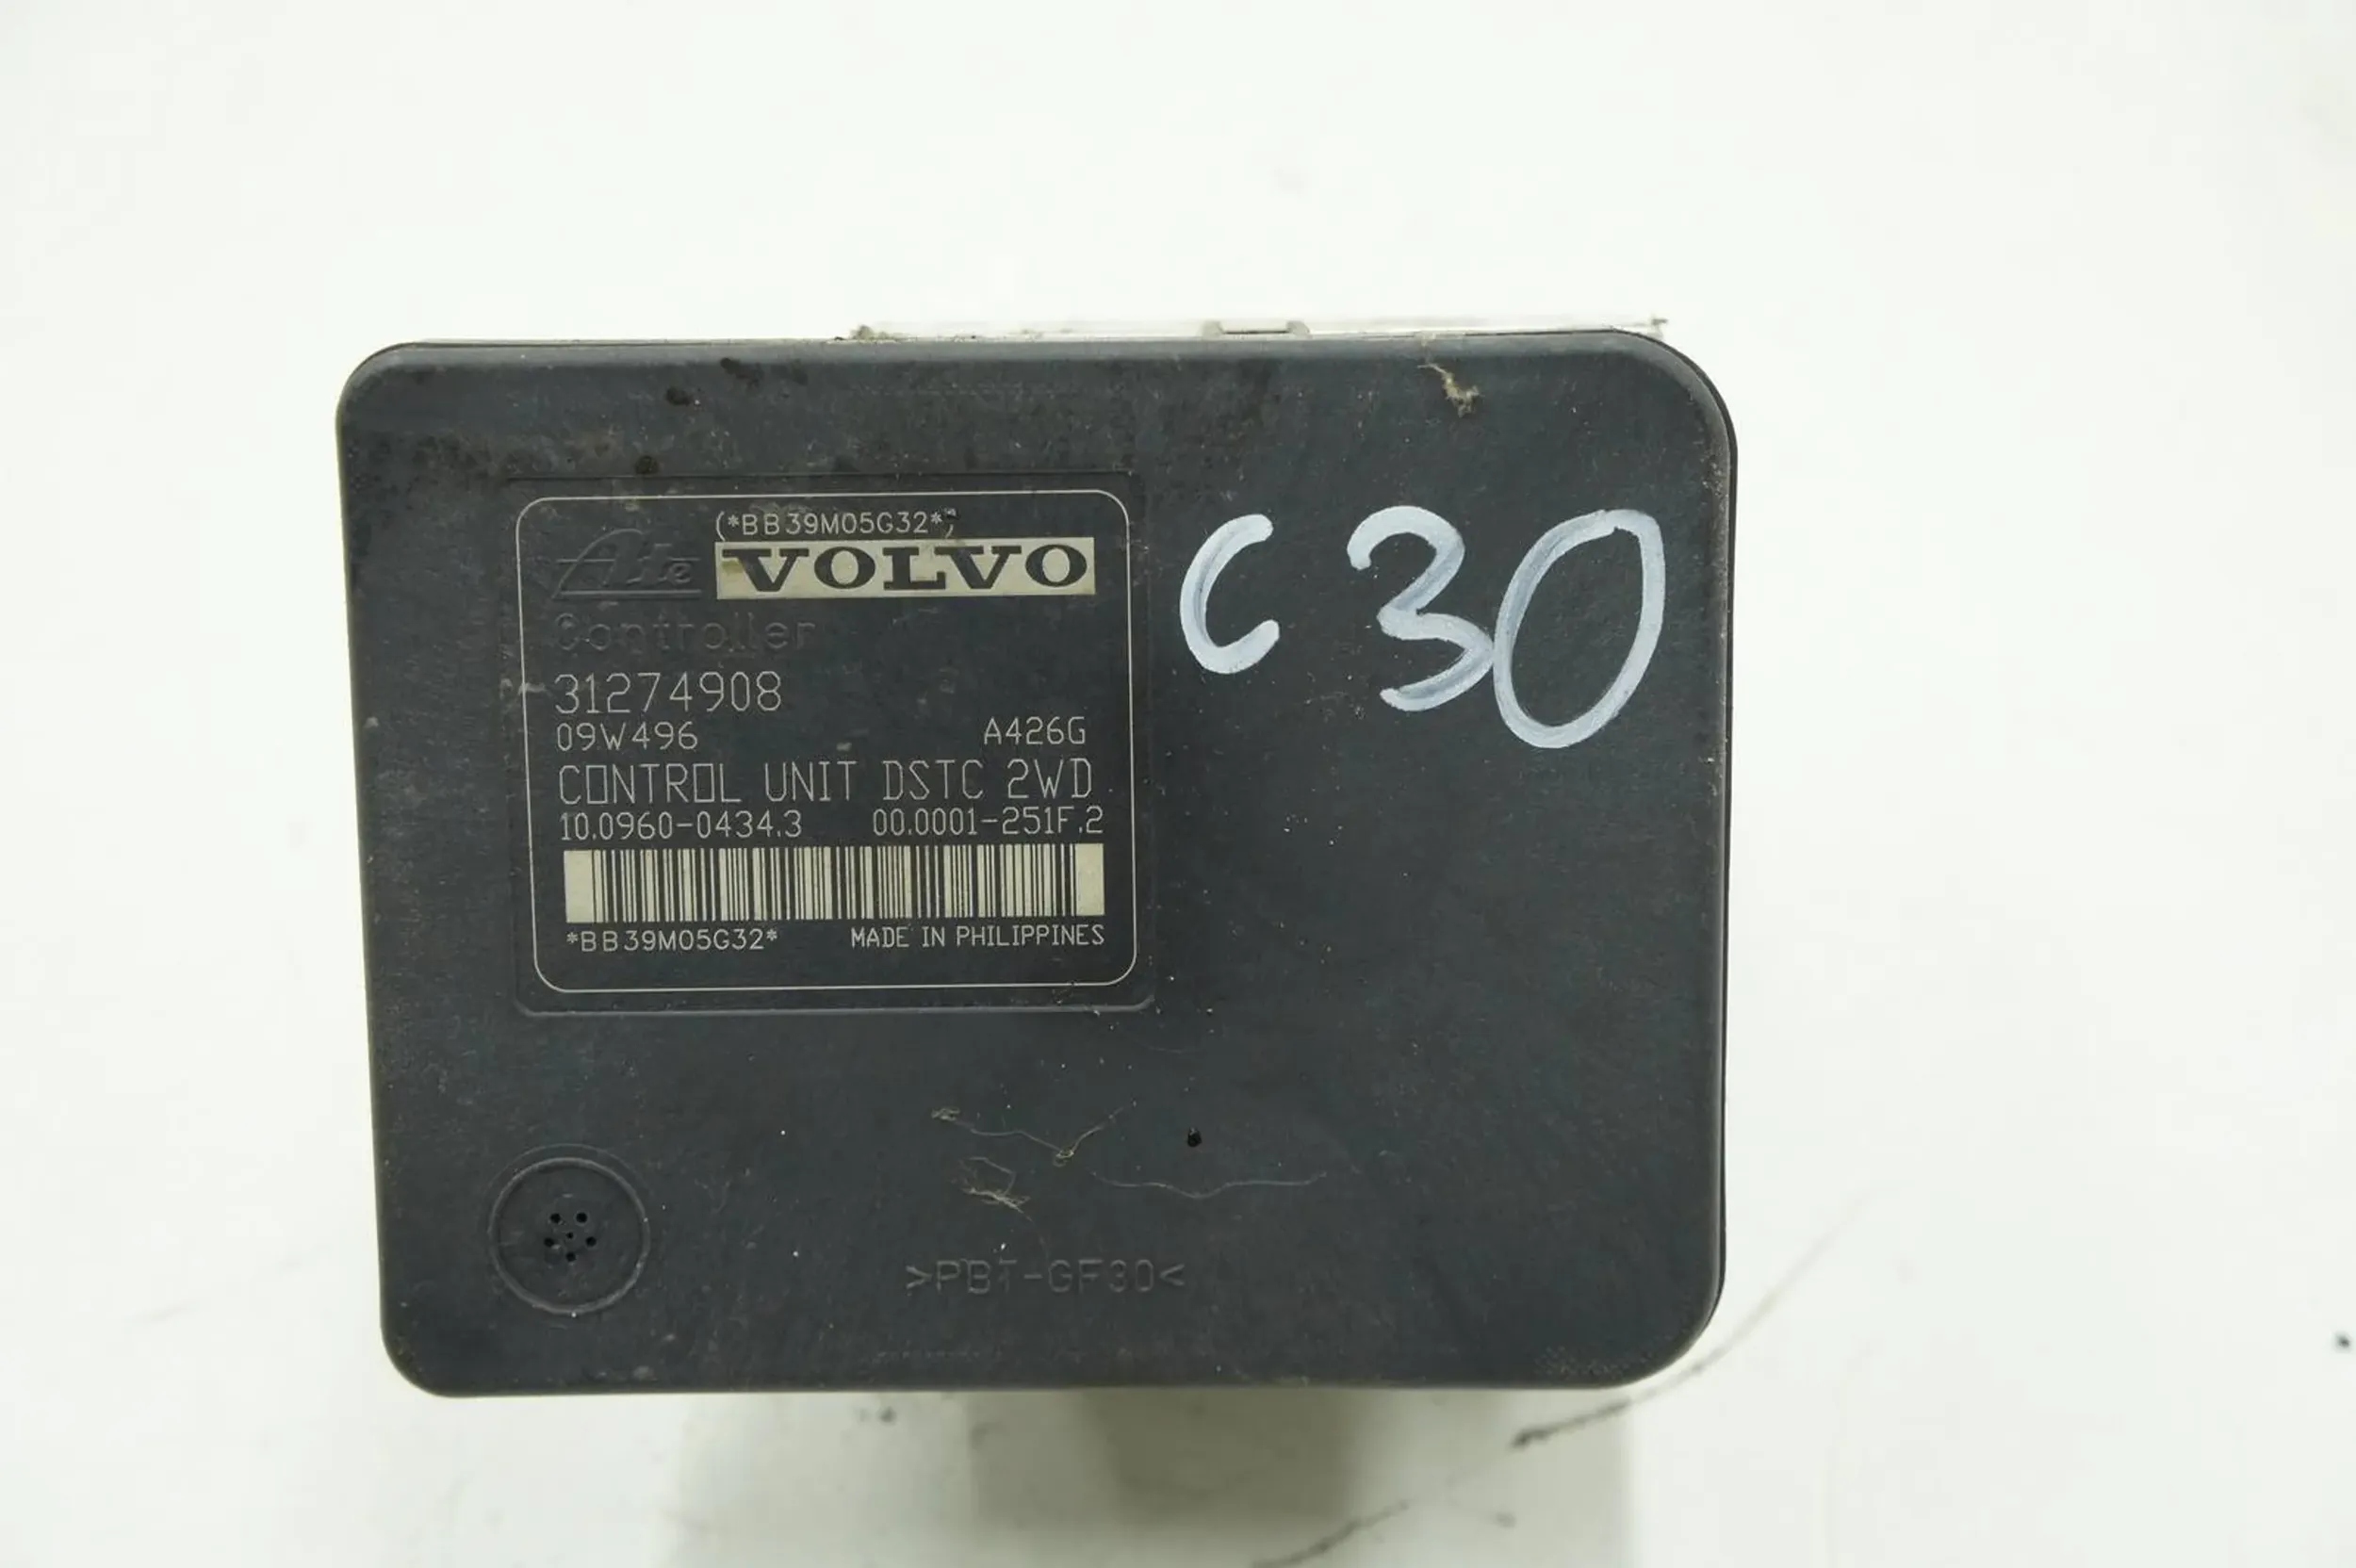 (*BB39M05G32*)
Ate VOLVO
Controller
C30
31274908
09W496 A426G
CONTROL UNIT DSTC 2WD
10.0960-0434.3 00.0001-251F.2
*BB39M05G32* MADE IN PHILIPPINES
>PBT-GF30<